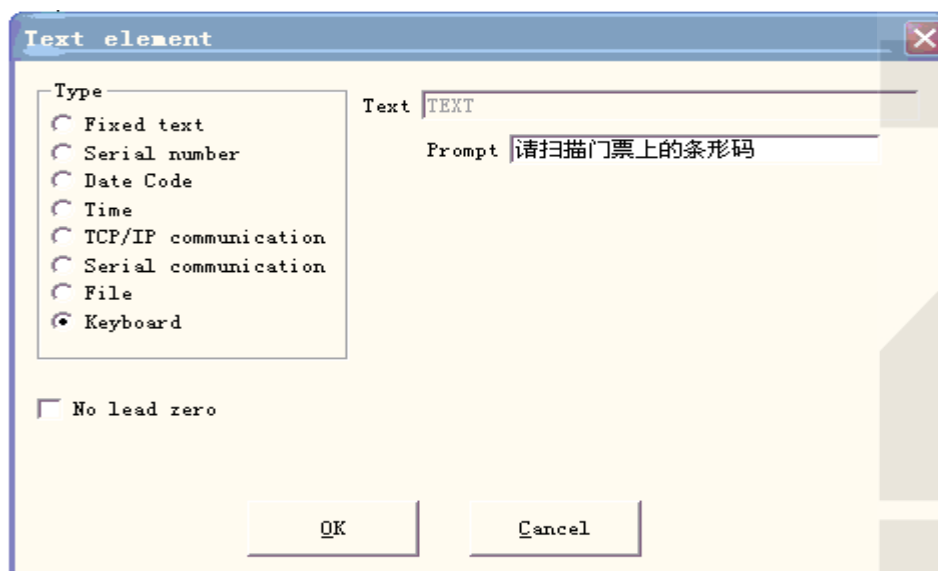 Text element
Type
Fixed text
Serial number
Date Code
Time
TCP/IP communication
Serial communication
File
Keyboard
Text TEXT
Prompt 请扫描门票上的条形码
No lead zero
OK
Cancel